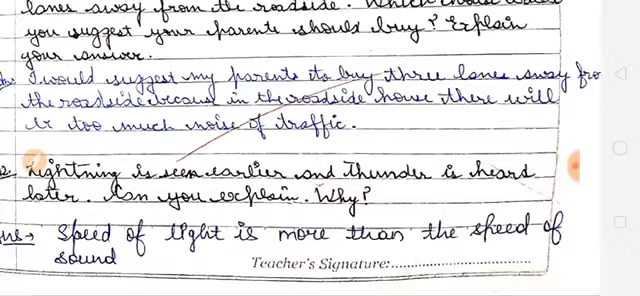 lanes away from the roadside. Which house would
you suggest your parents should buy? Explain
your answer.
Ans. I would suggest my parents to buy three lanes away fro
the roadside because in the roadside house there will
be too much noise of traffic.
2. Lightning is seen earlier and thunder is heard
later. Can you explain. Why?
Ans→ Speed of light is more than the speed of
sound
Teacher's Signature: